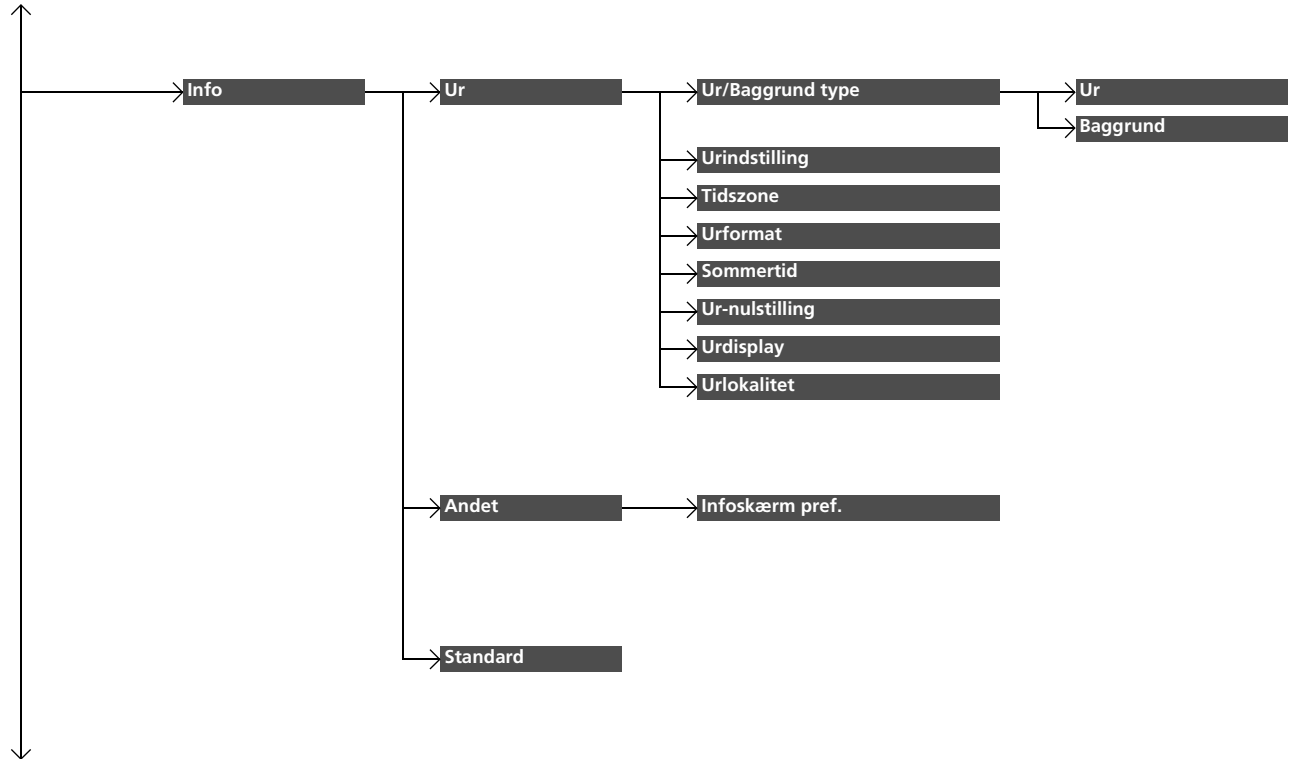 Info
Ur
Ur/Baggrund type
Ur
Baggrund
Urindstilling
Tidszone
Urformat
Sommertid
Ur-nulstilling
Urdisplay
Urlokalitet
Andet
Infoskærm pref.
Standard